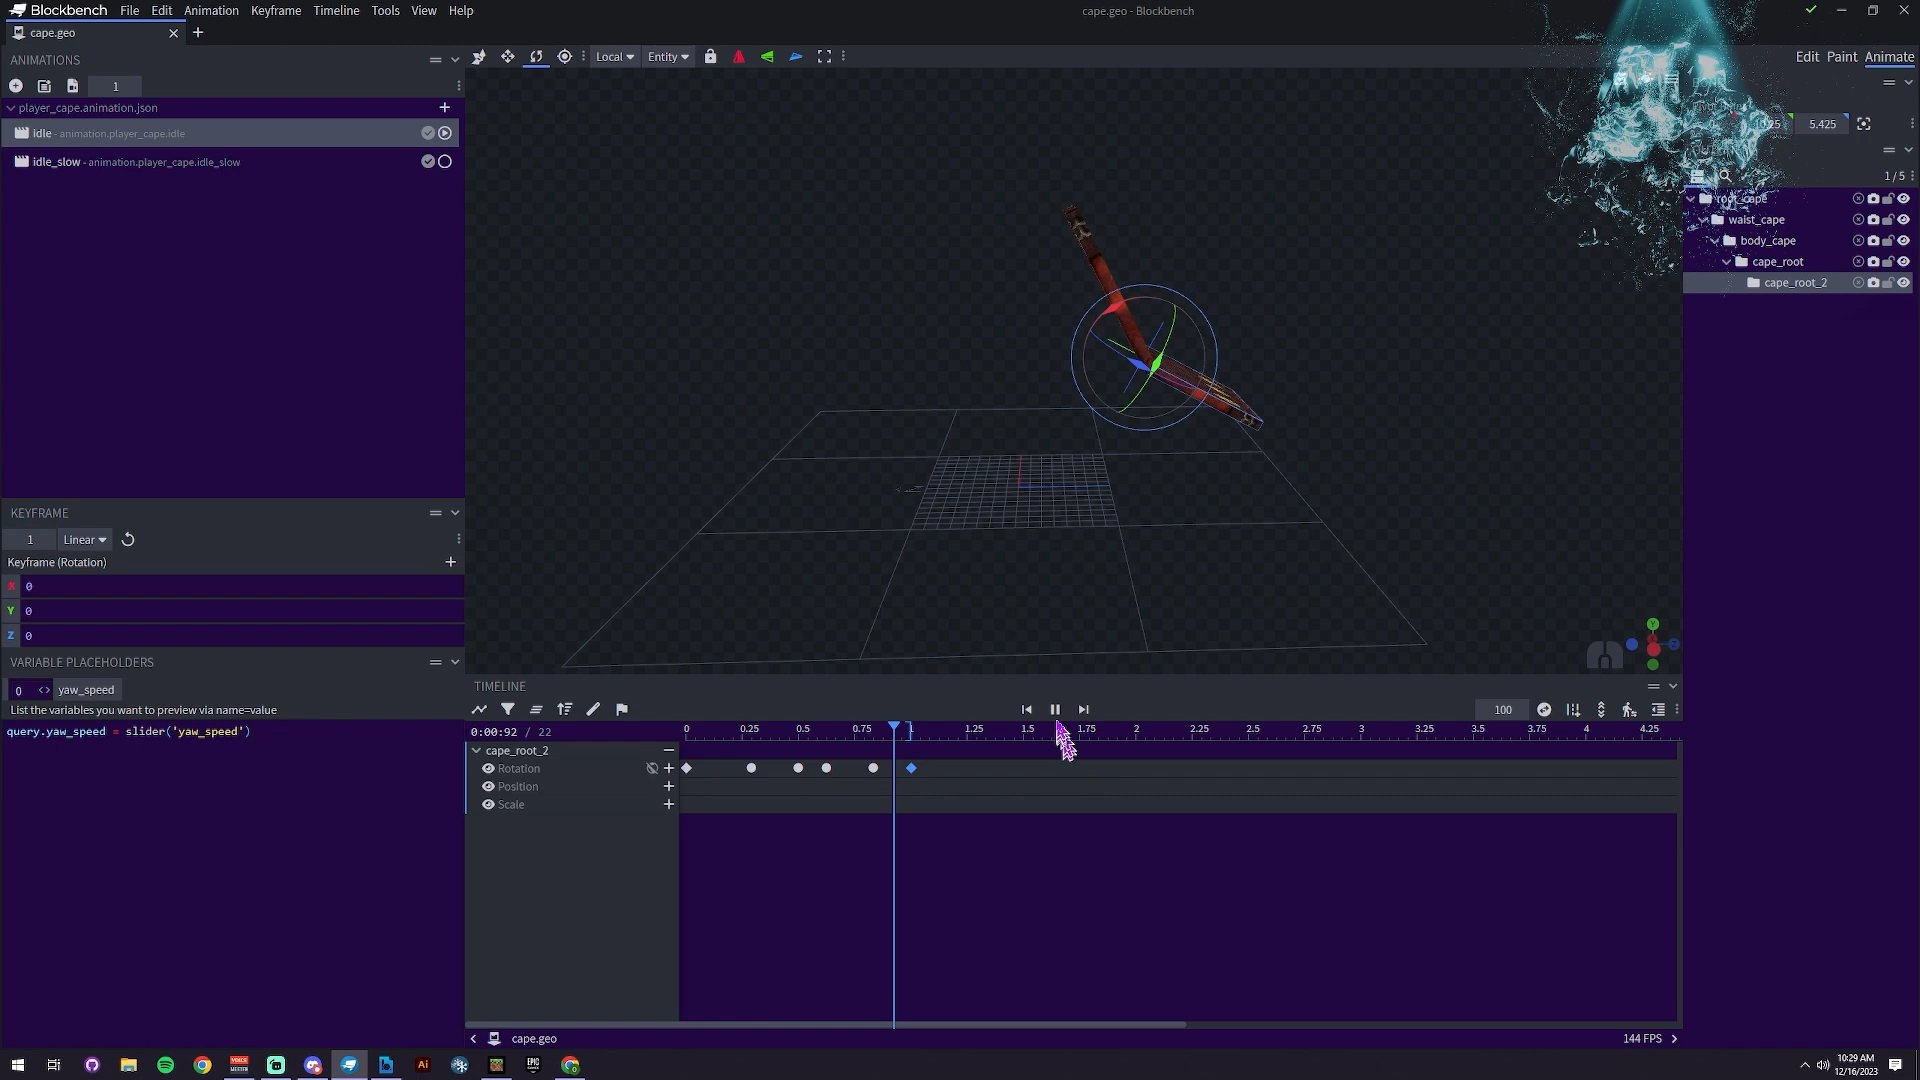 Blockbench File Edit Animation Keyframe Timeline Tools View Help
cape.geo - Blockbench
cape.geo
ANIMATIONS
Local Entity
Edit Paint Animate
1
player_cape.animation.json
idle - animation.player_cape.idle
idle_slow - animation.player_cape.idle_slow
5.425
1/5
root_cape
waist_cape
body_cape
cape_root
cape_root_2
KEYFRAME
1 Linear
Keyframe (Rotation)
X 0
Y 0
Z 0
VARIABLE PLACEHOLDERS
0 <> yaw_speed
List the variables you want to preview via name=value
query.yaw_speed = slider('yaw_speed')
TIMELINE
100
0:00:92 / 22
0 0.25 0.5 0.75 1 1.25 1.5 1.75 2 2.25 2.5 2.75 3 3.25 3.5 3.75 4 4.25
cape_root_2
Rotation
Position
Scale
cape.geo
144 FPS
Y
Z
VOICE MEETER
Ai
EPIC GAMES
10:29 AM
12/16/2023